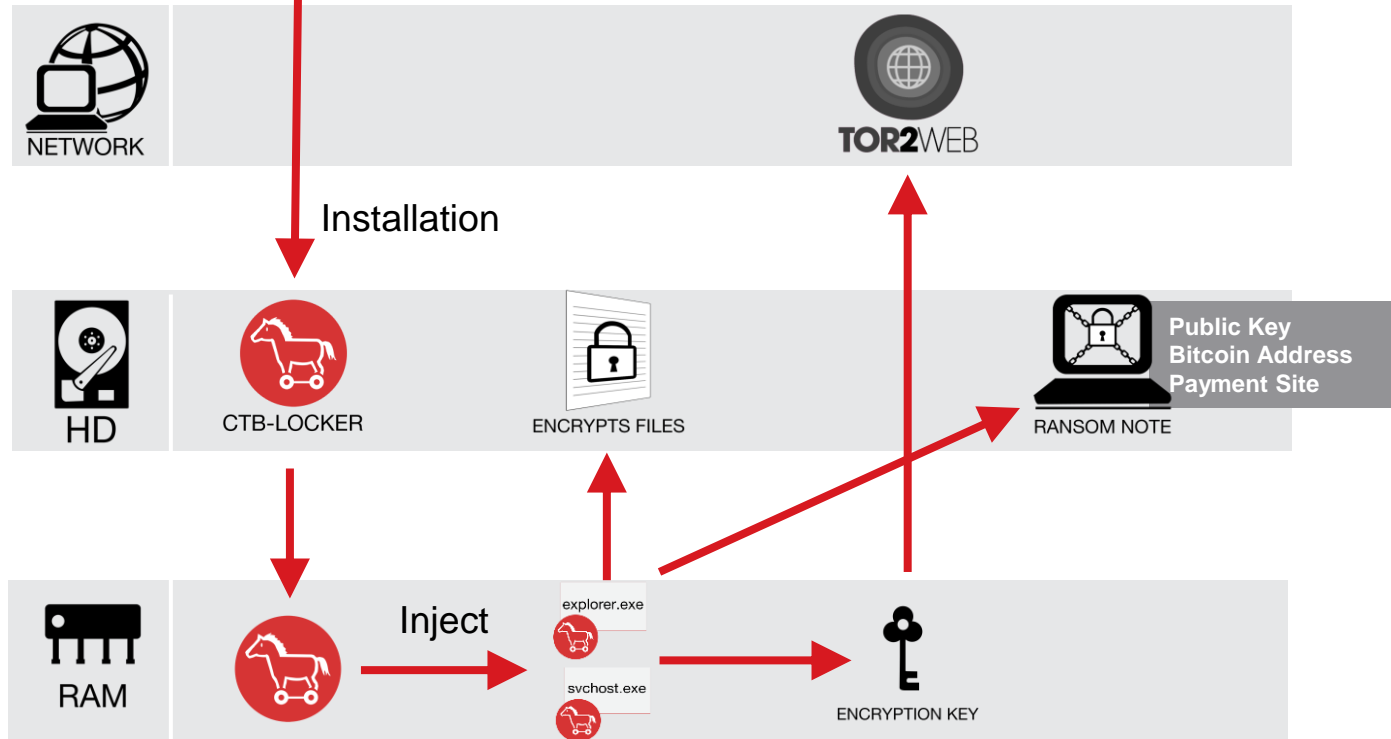 NETWORK
TOR2WEB
Installation
HD
CTB-LOCKER
ENCRYPTS FILES
Public Key
Bitcoin Address
Payment Site
RANSOM NOTE
RAM
Inject
explorer.exe
svchost.exe
ENCRYPTION KEY